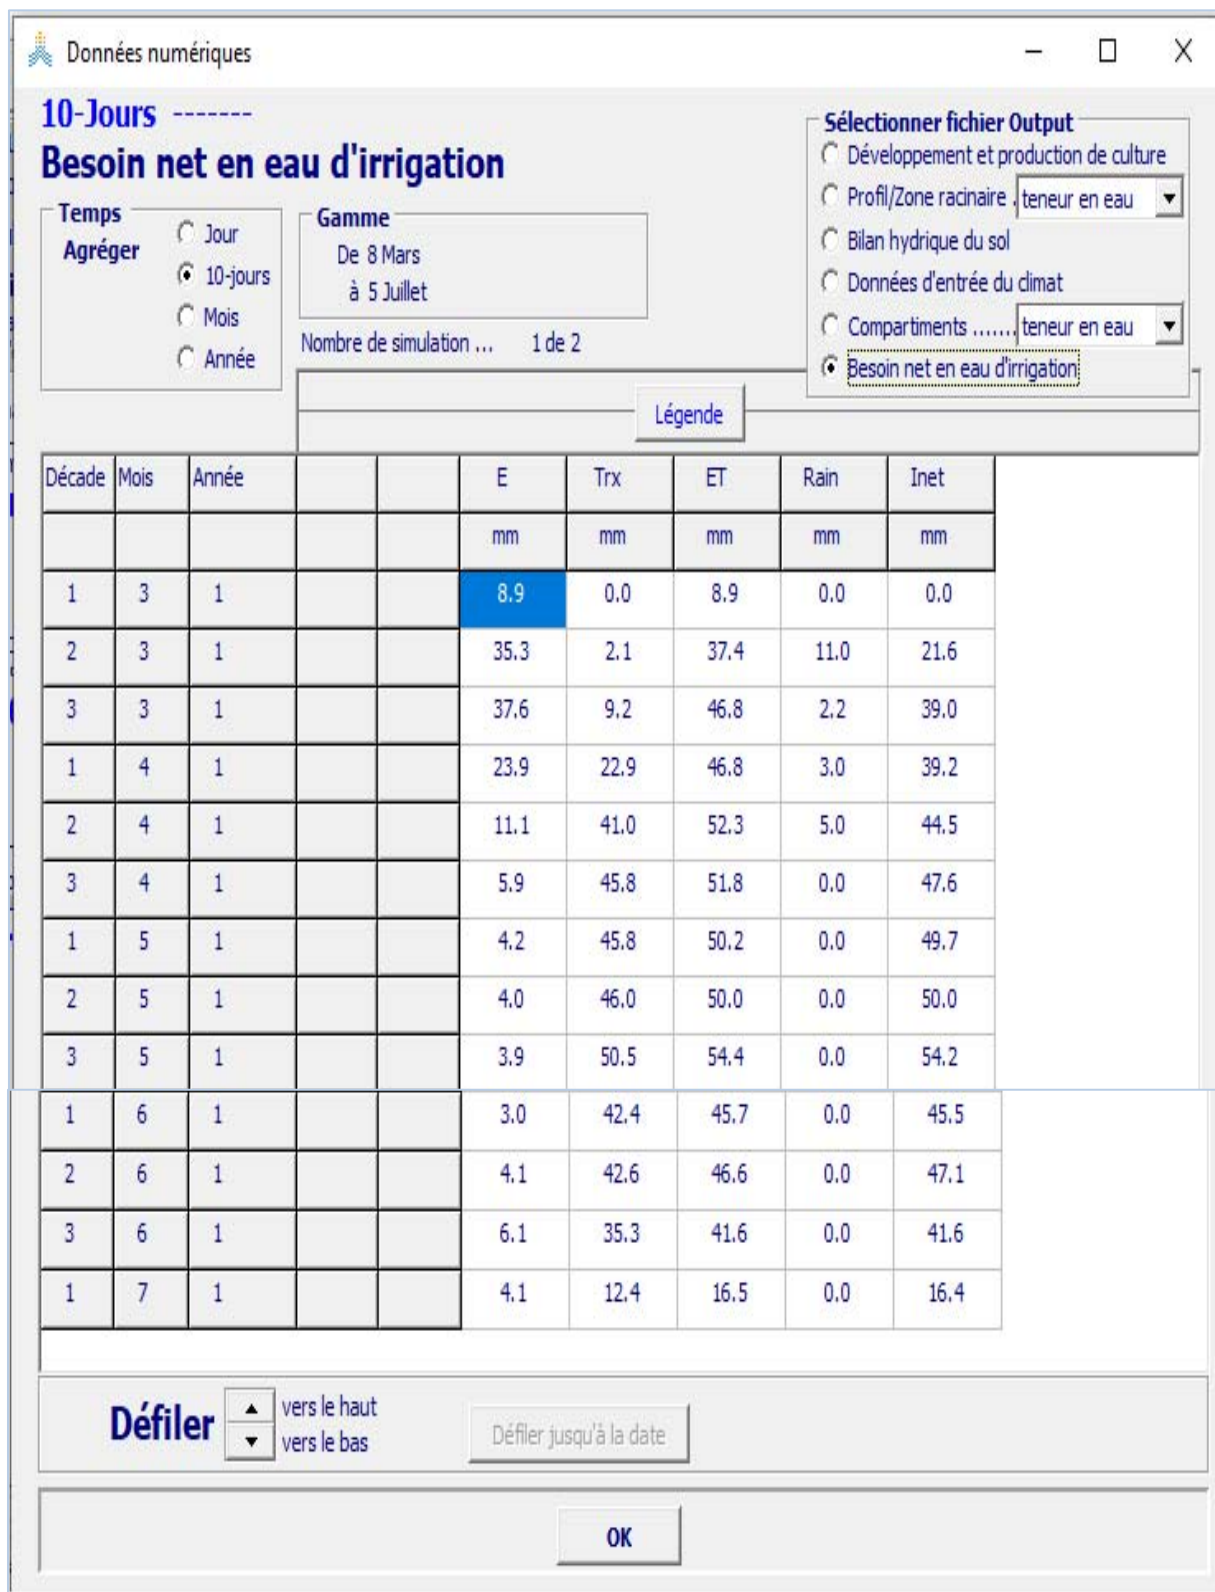 Données numériques
10-Jours -------
Besoin net en eau d'irrigation
Temps
Agréger
Jour
10-jours
Mois
Année
Gamme
De 8 Mars
à 5 Juillet
Nombre de simulation ... 1 de 2
Sélectionner fichier Output
Développement et production de culture
Profil/Zone racinaire . teneur en eau
Bilan hydrique du sol
Données d'entrée du climat
Compartiments ....... teneur en eau
Besoin net en eau d'irrigation
Légende
Décade Mois Année E Trx ET Rain Inet
mm mm mm mm mm
1 3 1 8.9 0.0 8.9 0.0 0.0
2 3 1 35.3 2.1 37.4 11.0 21.6
3 3 1 37.6 9.2 46.8 2.2 39.0
1 4 1 23.9 22.9 46.8 3.0 39.2
2 4 1 11.1 41.0 52.3 5.0 44.5
3 4 1 5.9 45.8 51.8 0.0 47.6
1 5 1 4.2 45.8 50.2 0.0 49.7
2 5 1 4.0 46.0 50.0 0.0 50.0
3 5 1 3.9 50.5 54.4 0.0 54.2
1 6 1 3.0 42.4 45.7 0.0 45.5
2 6 1 4.1 42.6 46.6 0.0 47.1
3 6 1 6.1 35.3 41.6 0.0 41.6
1 7 1 4.1 12.4 16.5 0.0 16.4
Défiler
vers le haut
vers le bas
Défiler jusqu'à la date
OK